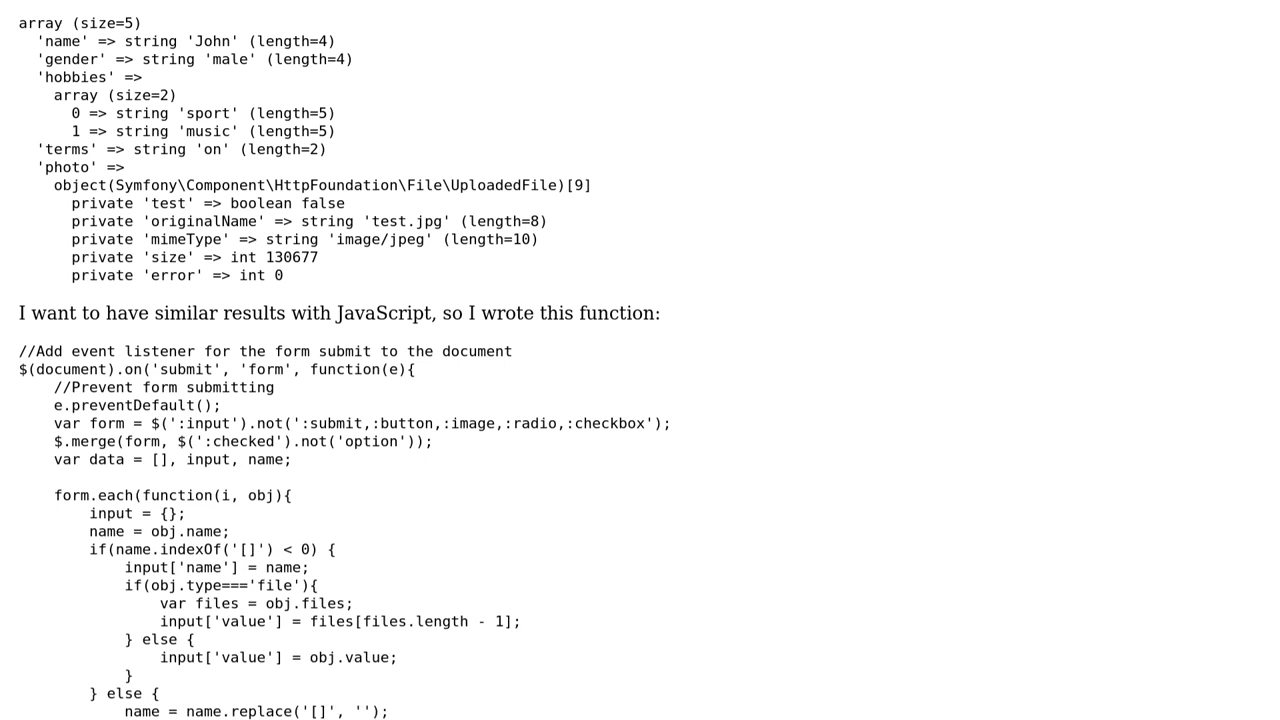 array (size=5)
  'name' => string 'John' (length=4)
  'gender' => string 'male' (length=4)
  'hobbies' =>
    array (size=2)
      0 => string 'sport' (length=5)
      1 => string 'music' (length=5)
  'terms' => string 'on' (length=2)
  'photo' =>
    object(Symfony\Component\HttpFoundation\File\UploadedFile)[9]
      private 'test' => boolean false
      private 'originalName' => string 'test.jpg' (length=8)
      private 'mimeType' => string 'image/jpeg' (length=10)
      private 'size' => int 130677
      private 'error' => int 0
I want to have similar results with JavaScript, so I wrote this function:
//Add event listener for the form submit to the document
$(document).on('submit', 'form', function(e){
    //Prevent form submitting
    e.preventDefault();
    var form = $(':input').not(':submit,:button,:image,:radio,:checkbox');
    $.merge(form, $(':checked').not('option'));
    var data = [], input, name;
    form.each(function(i, obj){
        input = {};
        name = obj.name;
        if(name.indexOf('[]') < 0) {
            input['name'] = name;
            if(obj.type==='file'){
                var files = obj.files;
                input['value'] = files[files.length - 1];
            } else {
                input['value'] = obj.value;
            }
        } else {
            name = name.replace('[]', '');